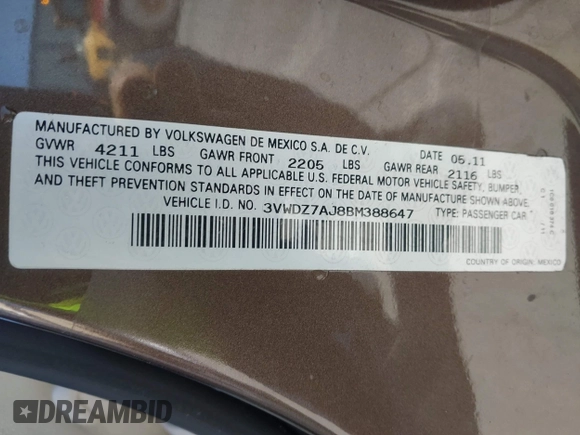 MANUFACTURED BY VOLKSWAGEN DE MEXICO S.A. DE C.V.
GVWR 4211 LBS GAWR FRONT 2205 LBS GAWR REAR 2116 LBS DATE 05.11
THIS VEHICLE CONFORMS TO ALL APPLICABLE U.S. FEDERAL MOTOR VEHICLE SAFETY, BUMPER,
AND THEFT PREVENTION STANDARDS IN EFFECT ON THE DATE OF MANUFACTURE SHOWN ABOVE.
VEHICLE I.D. NO. 3VWDZ7AJ8BM388647 TYPE: PASSENGER CAR
COUNTRY OF ORIGIN: MEXICO
DREAMBID